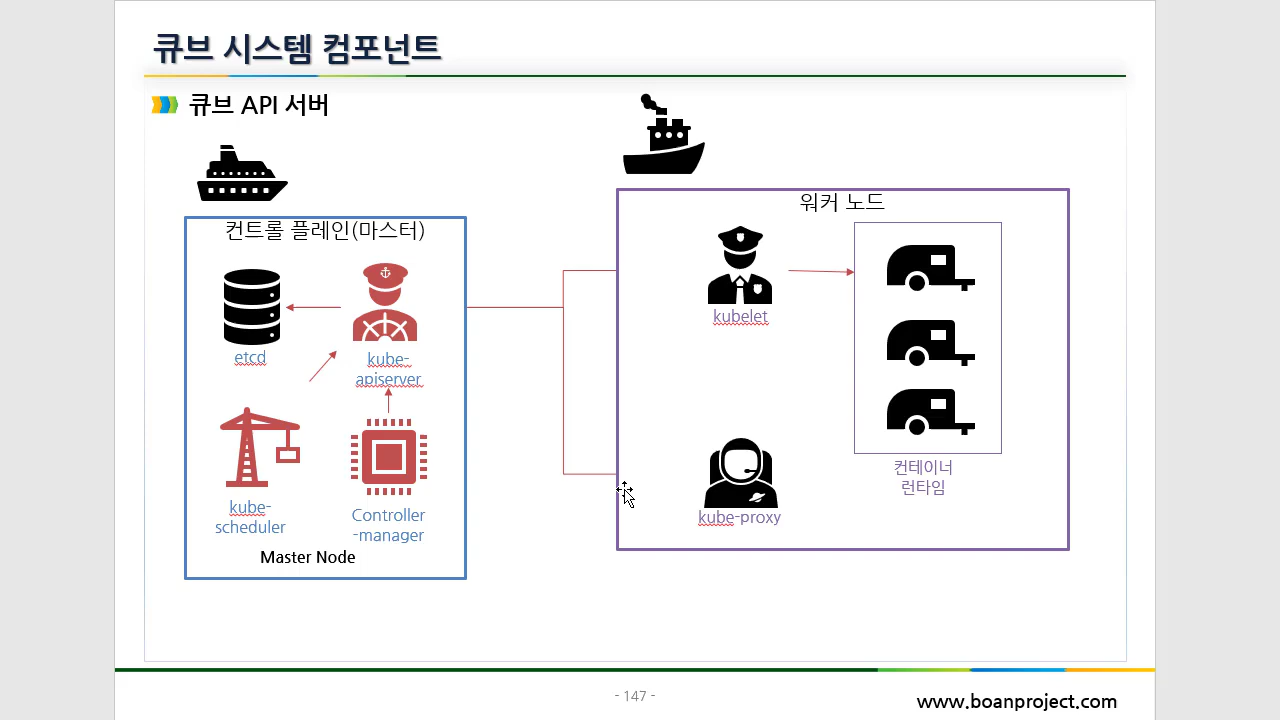 큐브 시스템 컴포넌트
큐브 API 서버
컨트롤 플레인(마스터)
etcd
kube-
apiserver
kube-
scheduler
Controller
-manager
Master Node
워커 노드
kubelet
kube-proxy
컨테이너
런타임
- 147 -
www.boanproject.com